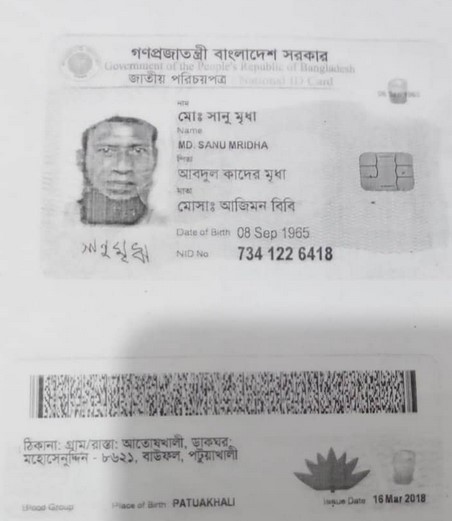 গণপ্রজাতন্ত্রী বাংলাদেশ সরকার
Government of the People's Republic of Bangladesh
জাতীয় পরিচয়পত্র National ID Card
নাম
মোঃ সানু মৃধা
Name
MD. SANU MRIDHA
পিতা
আবদুল কাদের মৃধা
মাতা
মোসাঃ আজিমন বিবি
Date of Birth 08 Sep 1965
NID No 734 122 6418
সানু মৃধা
ঠিকানা: গ্রাম/রাস্তা: আতোষখালী, ডাকঘর:
মহোসেনুদ্দিন - ৮৬২১, বাউফল, পটুয়াখালী
Blood Group Place of Birth PATUAKHALI Issue Date 16 Mar 2018